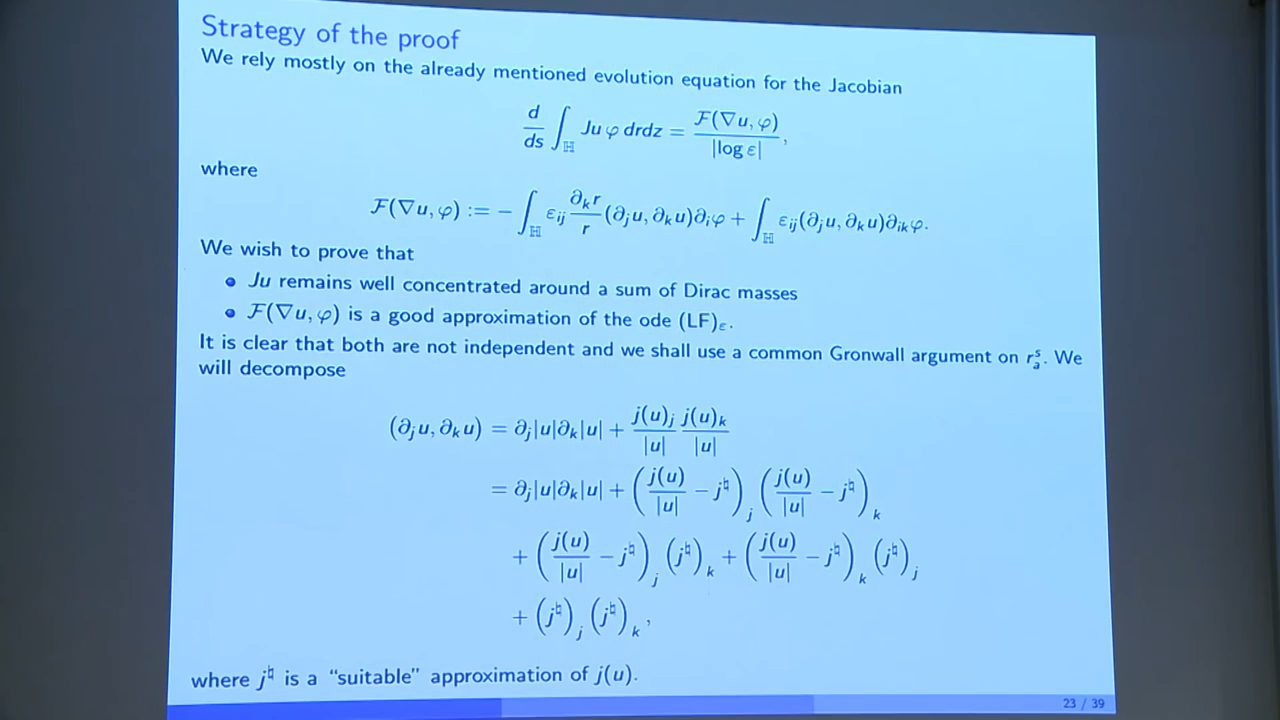 Strategy of the proof
We rely mostly on the already mentioned evolution equation for the Jacobian
d/ds ∫_ℍ Ju φ drdz = ℱ(∇u, φ) / |log ε|,
where
ℱ(∇u, φ) := − ∫_ℍ ε_{ij} (∂_k r / r) (∂_j u, ∂_k u)∂_i φ + ∫_ℍ ε_{ij}(∂_j u, ∂_k u)∂_{ik}φ.
We wish to prove that
• Ju remains well concentrated around a sum of Dirac masses
• ℱ(∇u, φ) is a good approximation of the ode (LF)_ε.
It is clear that both are not independent and we shall use a common Gronwall argument on r_a^s. We
will decompose
(∂_j u, ∂_k u) = ∂_j|u|∂_k|u| + (j(u)_j / |u|) (j(u)_k / |u|)
= ∂_j|u|∂_k|u| + (j(u)/|u| − j^♮)_j (j(u)/|u| − j^♮)_k
+ (j(u)/|u| − j^♮)_j (j^♮)_k + (j(u)/|u| − j^♮)_k (j^♮)_j
+ (j^♮)_j (j^♮)_k,
where j^♮ is a “suitable” approximation of j(u).
23 / 39